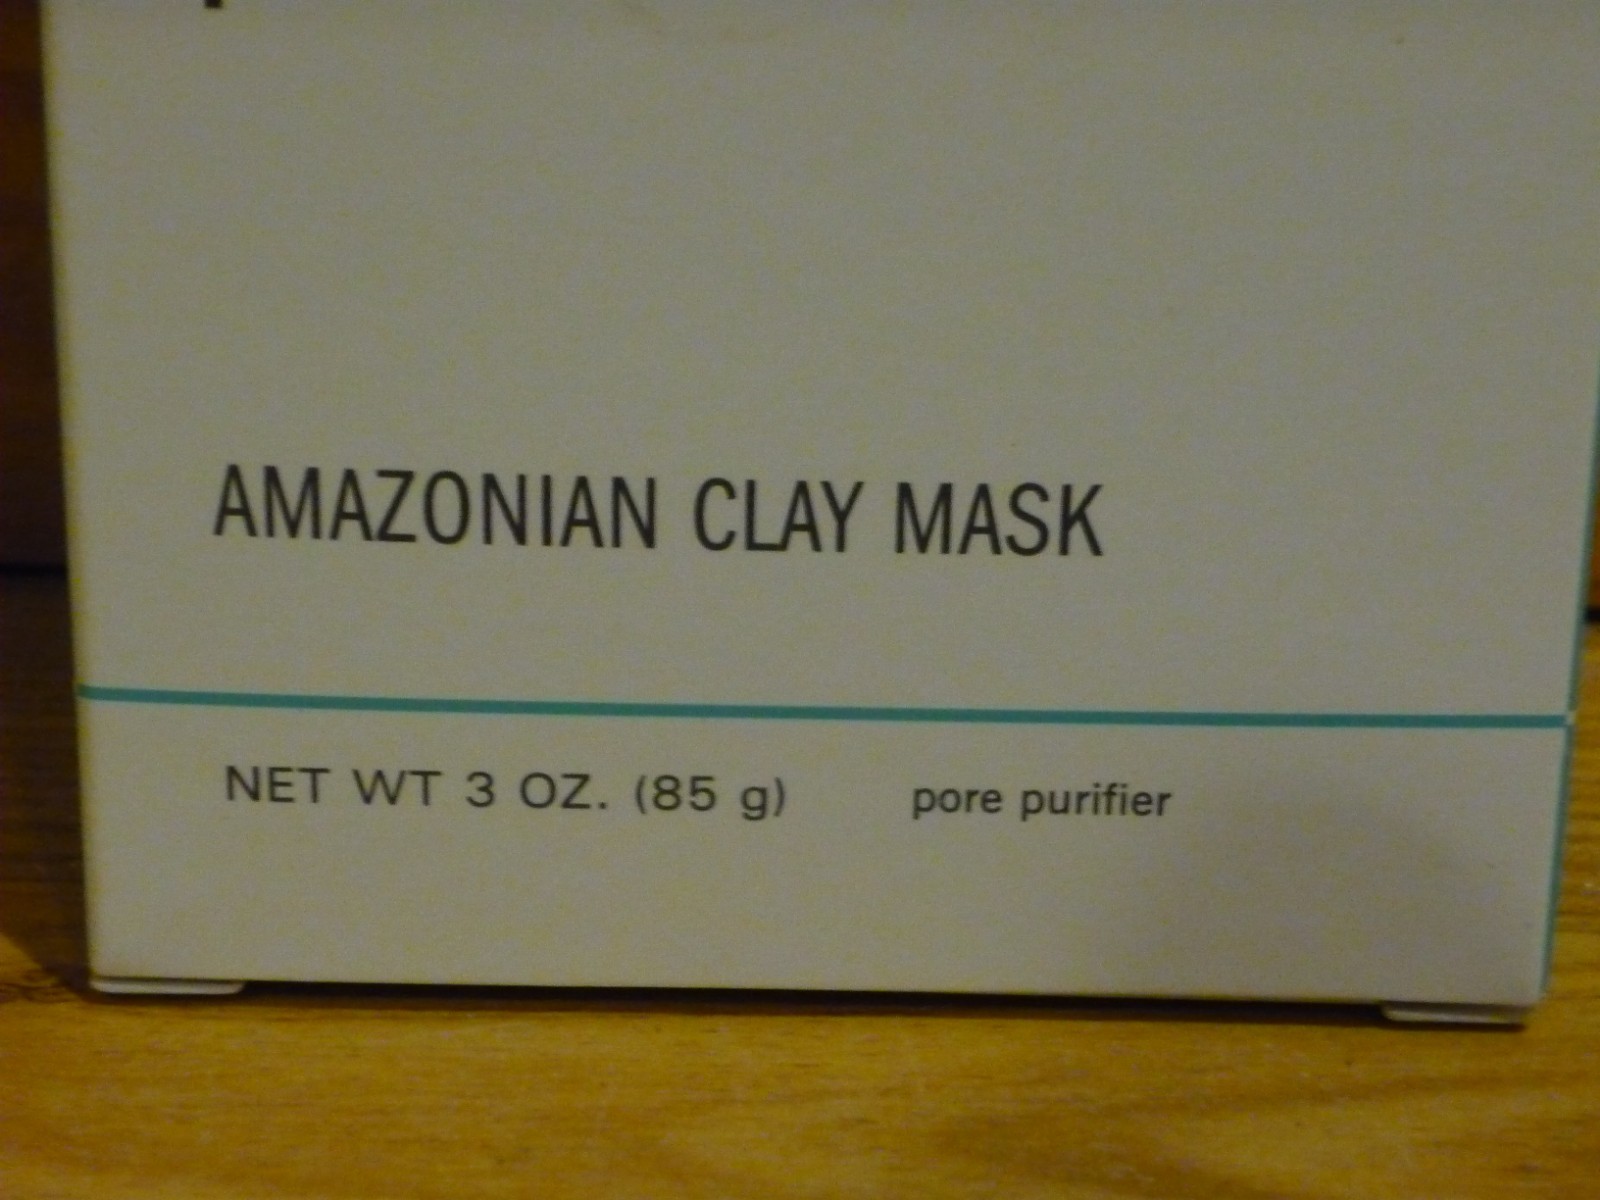 AMAZONIAN CLAY MASK
NET WT 3 OZ. (85 g) pore purifier